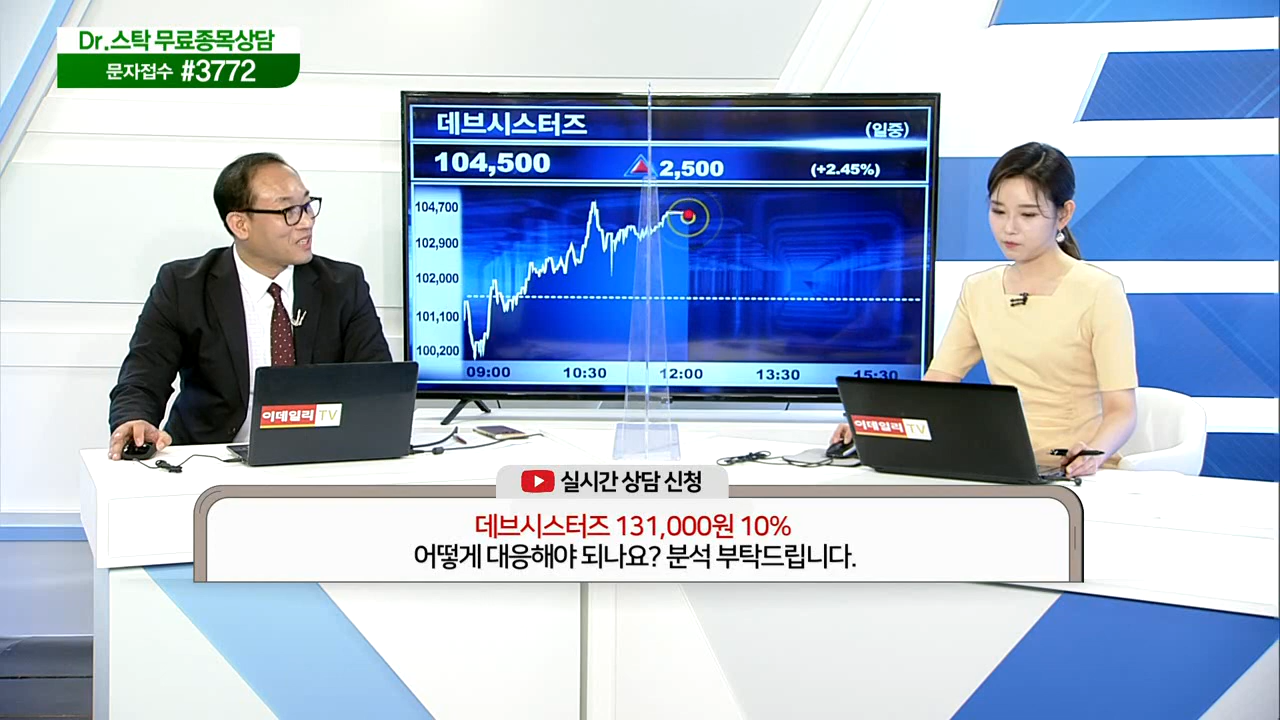 Dr.스탁 무료종목상담
문자접수 #3772
데브시스터즈 (일중)
104,500 2,500 (+2.45%)
104,700
102,900
102,000
101,100
100,200
09:00 10:30 12:00 13:30 15:30
이데일리TV
이데일리TV
실시간 상담 신청
데브시스터즈 131,000원 10%
어떻게 대응해야 되나요? 분석 부탁드립니다.